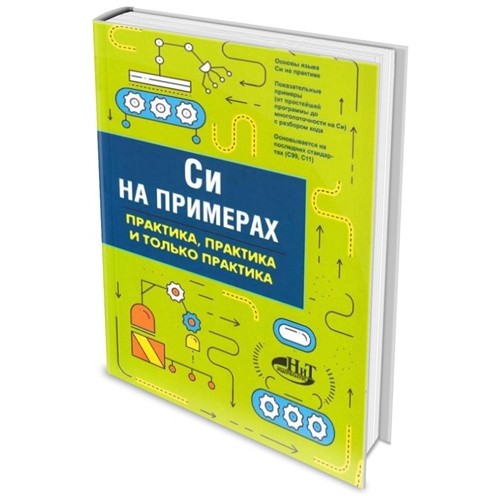 Основы языка
Си на практике
Показательные
примеры
(от простейшей
программы до
многопоточности на Си)
с разбором кода
Основывается на
последних стандар-
тах (C99, C11)
Си
на примерах
практика, практика
и только практика
НиТ